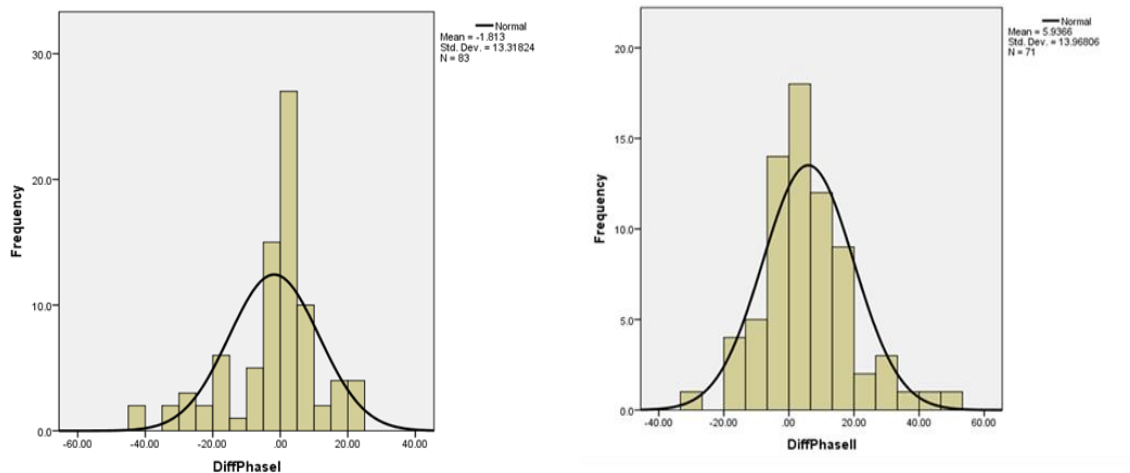 Normal
Mean = -1.813
Std. Dev. = 13.31824
N = 83
30.0
20.0
10.0
0.0
Frequency
-60.00 -40.00 -20.00 .00 20.00 40.00
DiffPhaseI
Normal
Mean = 5.9366
Std. Dev. = 13.96806
N = 71
20.0
15.0
10.0
5.0
0.0
Frequency
-40.00 -20.00 .00 20.00 40.00 60.00
DiffPhaseII